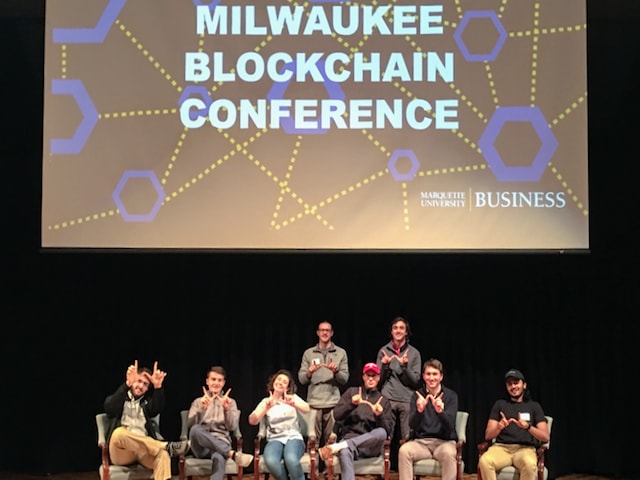 MILWAUKEE
BLOCKCHAIN
CONFERENCE
MARQUETTE
UNIVERSITY
BUSINESS